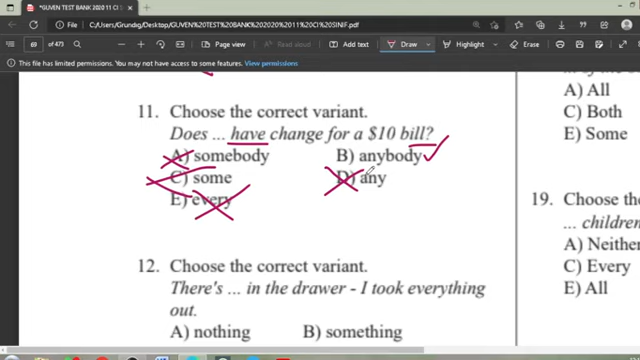 *GUVEN TEST BANK 2020 11 CI SINIF.pdf
C:/Users/Grundig/Desktop/GUVEN%20TEST%20BANK%202020%2011%20CI%20SINIF.pdf
69 of 473
Page view
Read aloud
Add text
Draw
Highlight
Erase
This file has limited permissions. You may not have access to some features. View permissions
11. Choose the correct variant.
Does ... have change for a $10 bill?
A) somebody B) anybody
C) some D) any
E) every
12. Choose the correct variant.
There's ... in the drawer - I took everything
out.
A) nothing B) something
A) All
C) Both
E) Some
19. Choose the
... children
A) Neither
C) Every
E) All